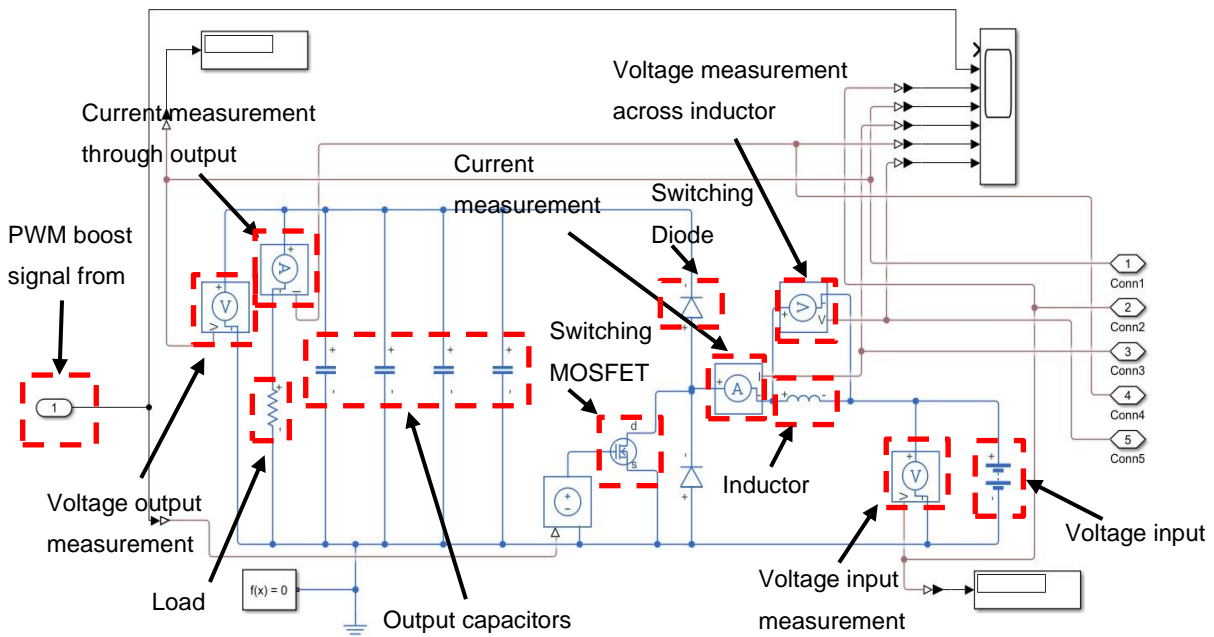 Voltage measurement
across inductor
Current measurement
through output
Current
measurement
Switching
Diode
PWM boost
signal from
1
Conn1
2
Conn2
3
Conn3
4
Conn4
5
Conn5
+
A
-
I
+
V
-
V
-
+
+
V
-
V
Switching
MOSFET
+
-
+
-
+
-
+
-
+
A
-
I
+
-
d
s
1
+
-
+
-
-
+
Inductor
+
V
-
V
+
-
Voltage output
measurement
Voltage input
f(x) = 0
Load
Output capacitors
Voltage input
measurement